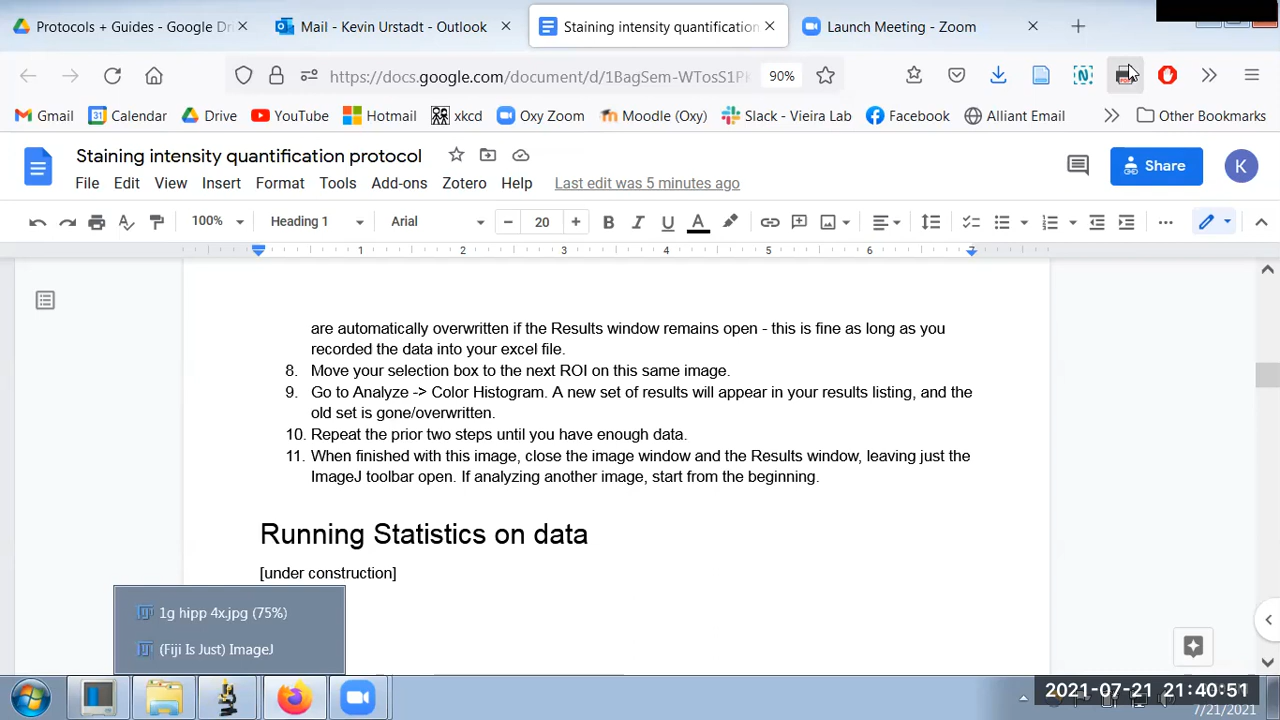 Protocols + Guides - Google Dri
Mail - Kevin Urstadt - Outlook
Staining intensity quantification
Launch Meeting - Zoom
https://docs.google.com/document/d/1BagSem-WTosS1P
90%
Gmail
Calendar
Drive
YouTube
Hotmail
xkcd
Oxy Zoom
Moodle (Oxy)
Slack - Vieira Lab
Facebook
Alliant Email
Other Bookmarks
Staining intensity quantification protocol
File Edit View Insert Format Tools Add-ons Zotero Help
Last edit was 5 minutes ago
Share
K
100%
Heading 1
Arial
20
B I U A
1 2 3 4 5 6 7
are automatically overwritten if the Results window remains open - this is fine as long as you
recorded the data into your excel file.
8. Move your selection box to the next ROI on this same image.
9. Go to Analyze -> Color Histogram. A new set of results will appear in your results listing, and the
old set is gone/overwritten.
10. Repeat the prior two steps until you have enough data.
11. When finished with this image, close the image window and the Results window, leaving just the
ImageJ toolbar open. If analyzing another image, start from the beginning.
Running Statistics on data
[under construction]
1g hipp 4x.jpg (75%)
(Fiji Is Just) ImageJ
2021-07-21 21:40:51
7/21/2021